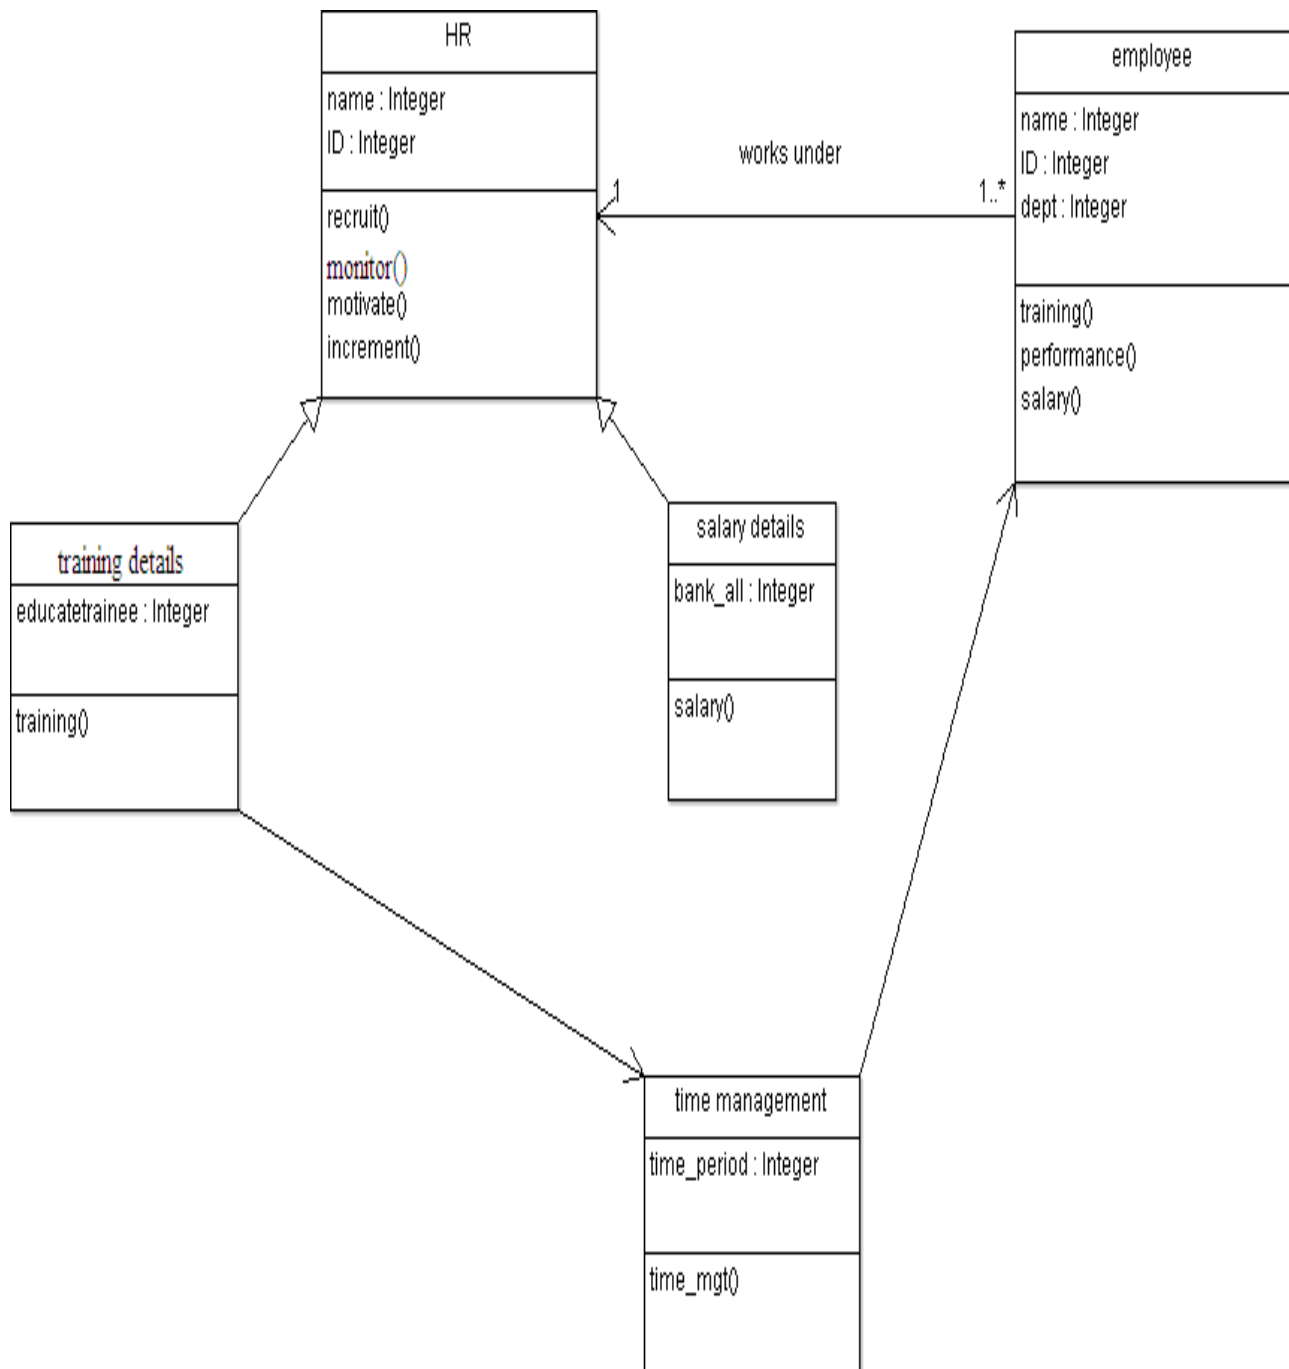 HR
name : Integer
ID : Integer
recruit()
monitor()
motivate()
increment()
works under
1
1..*
employee
name : Integer
ID : Integer
dept : Integer
training()
performance()
salary()
training details
educatetrainee : Integer
training()
salary details
bank_all : Integer
salary()
time management
time_period : Integer
time_mgt()